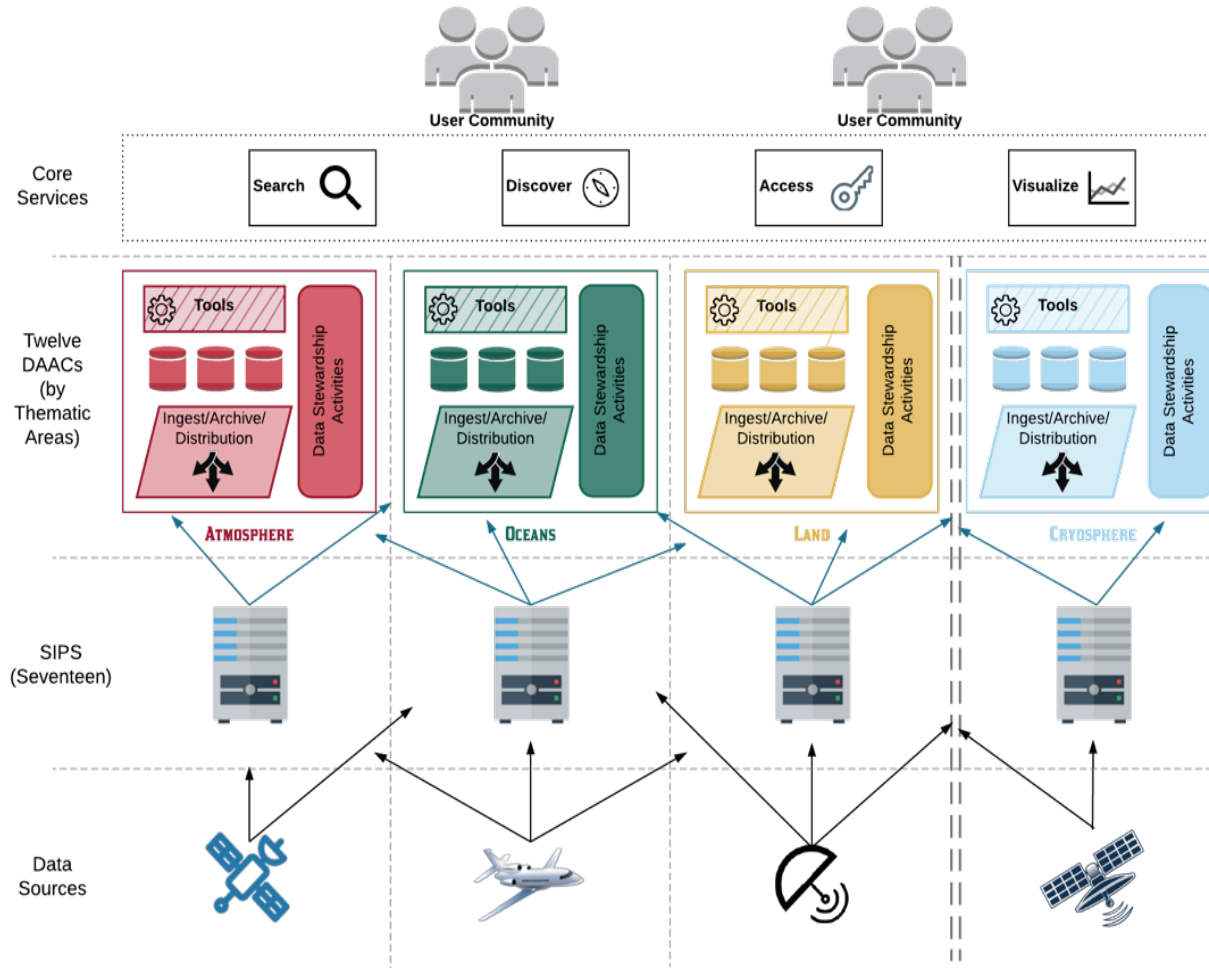 User Community
User Community
Core
Services
Search
Discover
Access
Visualize
Twelve
DAACs
(by
Thematic
Areas)
Tools
Data Stewardship
Activities
Ingest/Archive/
Distribution
ATMOSPHERE
Tools
Data Stewardship
Activities
Ingest/Archive/
Distribution
OCEANS
Tools
Data Stewardship
Activities
Ingest/Archive/
Distribution
LAND
Tools
Data Stewardship
Activities
Ingest/Archive/
Distribution
CRYOSPHERE
SIPS
(Seventeen)
Data
Sources